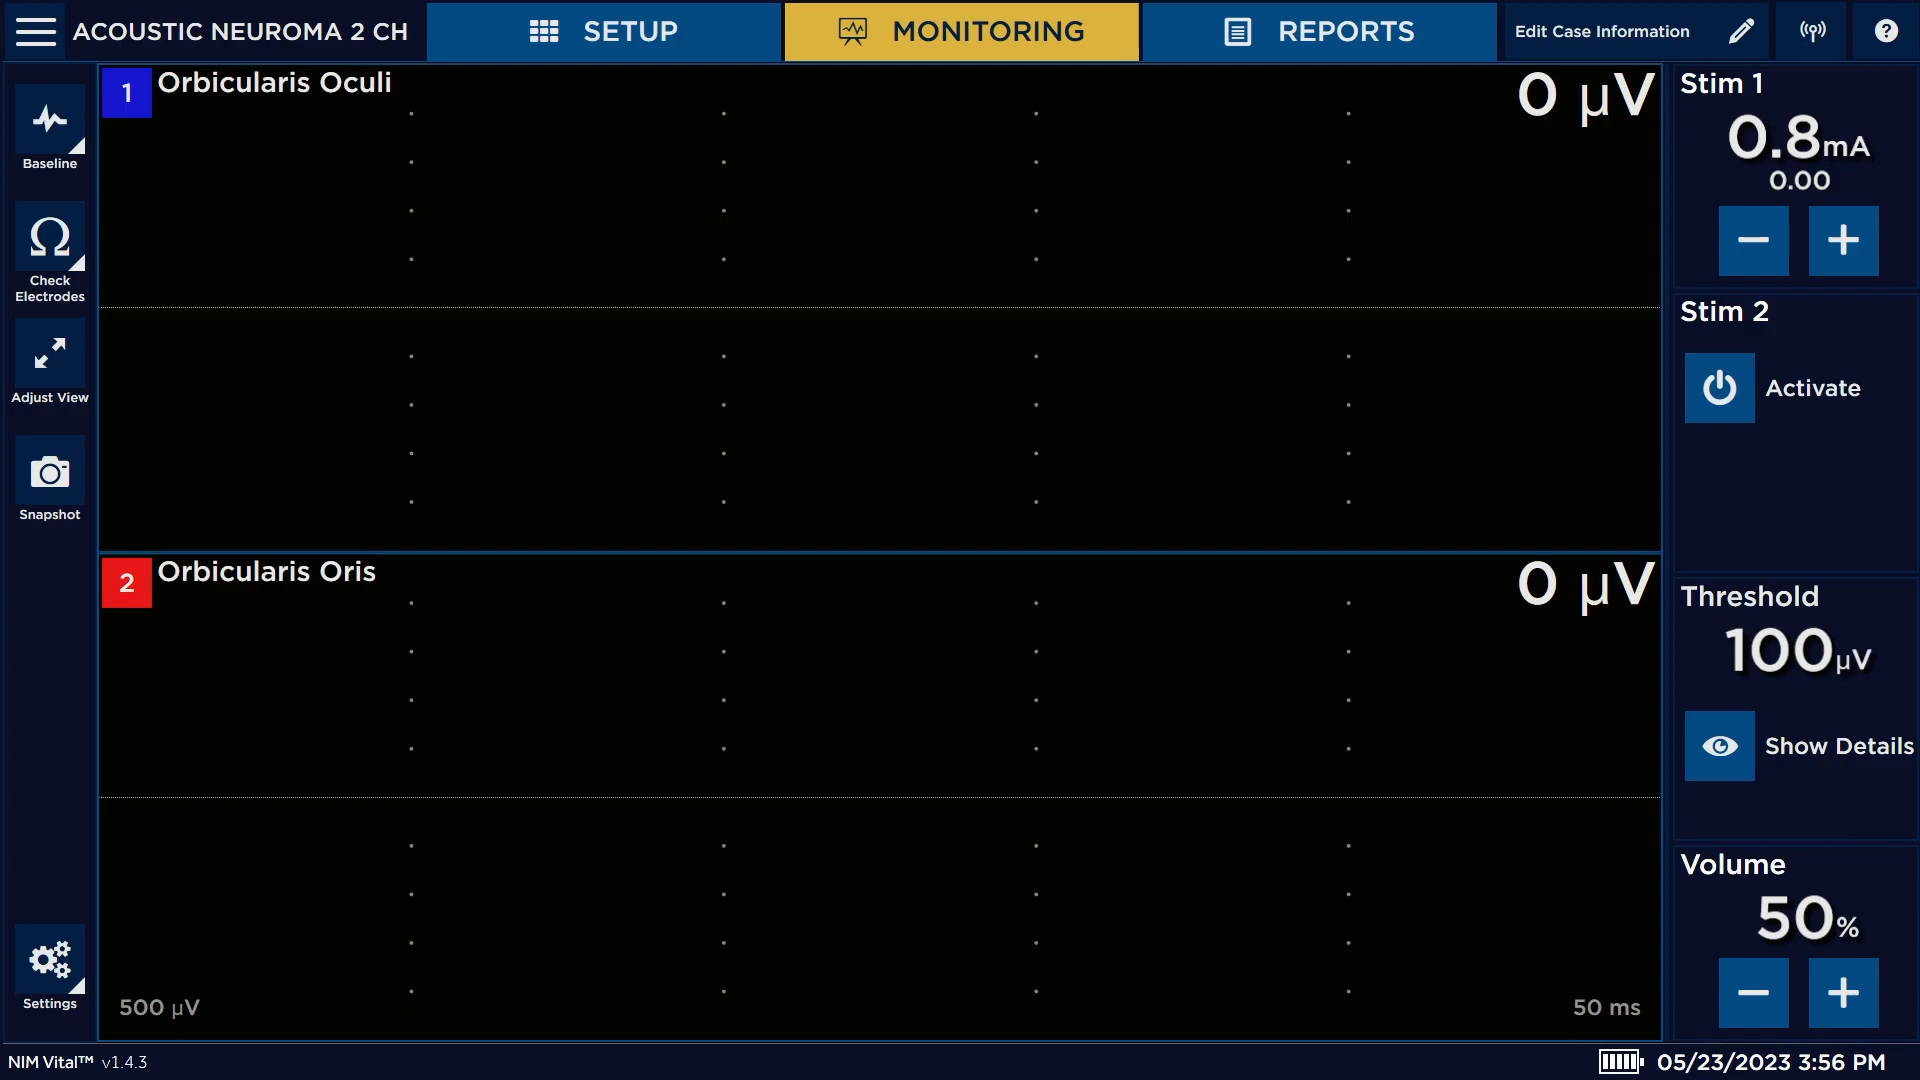 ACOUSTIC NEUROMA 2 CH
SETUP
MONITORING
REPORTS
Edit Case Information
?
Baseline
Ω
Check
Electrodes
Adjust View
Snapshot
Settings
1 Orbicularis Oculi
0 µV
2 Orbicularis Oris
0 µV
500 µV
50 ms
Stim 1
0.8mA
0.00
− +
Stim 2
Activate
Threshold
100µV
Show Details
Volume
50%
− +
NIM Vital™ v1.4.3
05/23/2023 3:56 PM